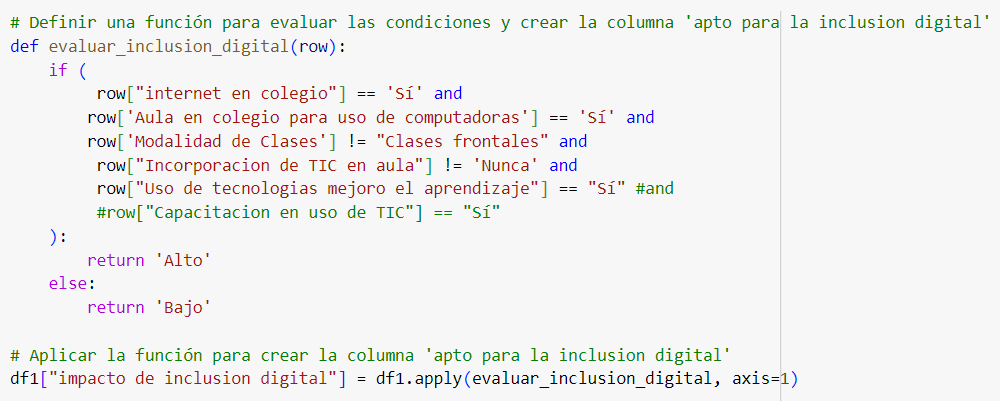 # Definir una función para evaluar las condiciones y crear la columna 'apto para la inclusion digital'
def evaluar_inclusion_digital(row):
    if (
         row["internet en colegio"] == 'Sí' and
        row['Aula en colegio para uso de computadoras'] == 'Sí' and
        row['Modalidad de Clases'] != "Clases frontales" and
         row["Incorporacion de TIC en aula"] != 'Nunca' and
         row["Uso de tecnologias mejoro el aprendizaje"] == "Sí" #and
         #row["Capacitacion en uso de TIC"] == "Sí"
    ):
        return 'Alto'
    else:
        return 'Bajo'

# Aplicar la función para crear la columna 'apto para la inclusion digital'
df1["impacto de inclusion digital"] = df1.apply(evaluar_inclusion_digital, axis=1)